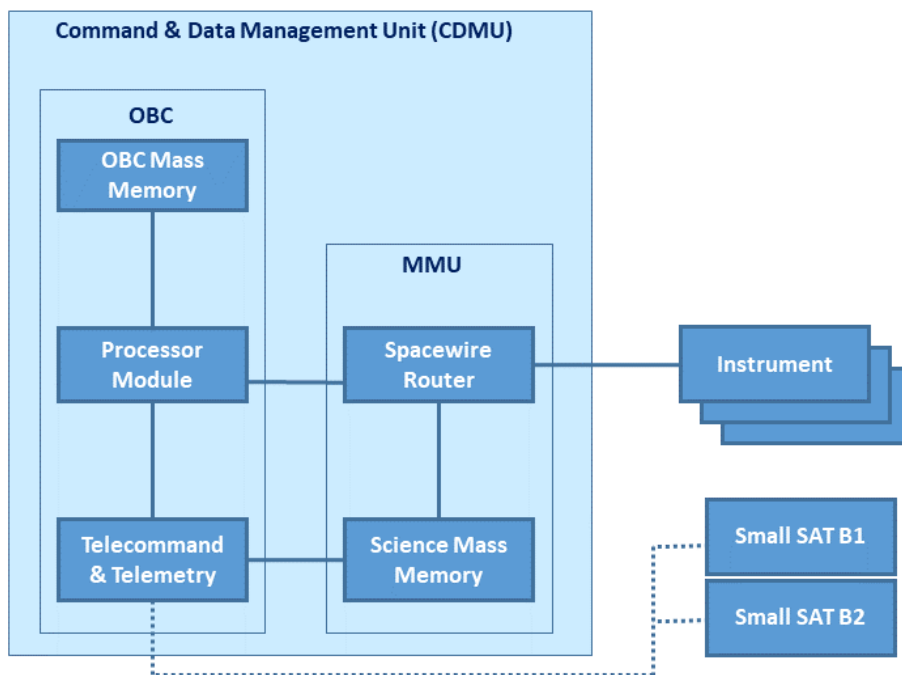 Command & Data Management Unit (CDMU)
OBC
OBC Mass
Memory
MMU
Processor
Module
Spacewire
Router
Instrument
Telecommand
& Telemetry
Science Mass
Memory
Small SAT B1
Small SAT B2